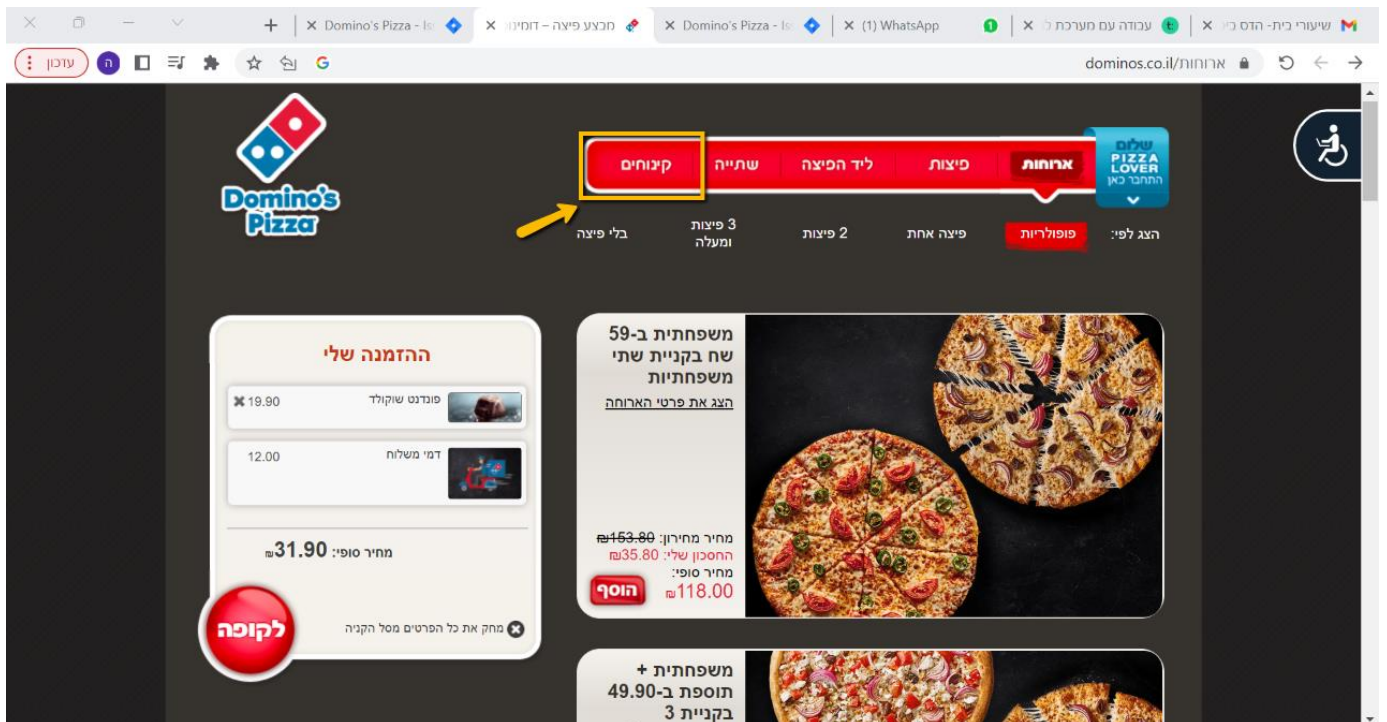 שיעורי בית- הדס כיכ
עבודה עם מערכת ל
(1) WhatsApp
1
Domino's Pizza - Is
מבצע פיצה – דומינו
Domino's Pizza - Is
dominos.co.il/ארוחות
עדכון
ה
Domino's
Pizza
שלום
PIZZA
LOVER
התחבר כאן
ארוחות
פיצות
ליד הפיצה
שתייה
קינוחים
הצג לפי:
פופולריות
פיצה אחת
2 פיצות
3 פיצות
ומעלה
בלי פיצה
משפחתית ב-59
שח בקניית שתי
משפחתיות
הצג את פרטי הארוחה
מחיר מחירון: 153.80₪
החסכון שלי: 35.80₪
מחיר סופי:
118.00₪
הוסף
משפחתית +
תוספת ב-49.90
בקניית 3
ההזמנה שלי
פונדנט שוקולד
19.90
דמי משלוח
12.00
מחיר סופי: 31.90₪
מחק את כל הפרטים מסל הקניה
לקופה